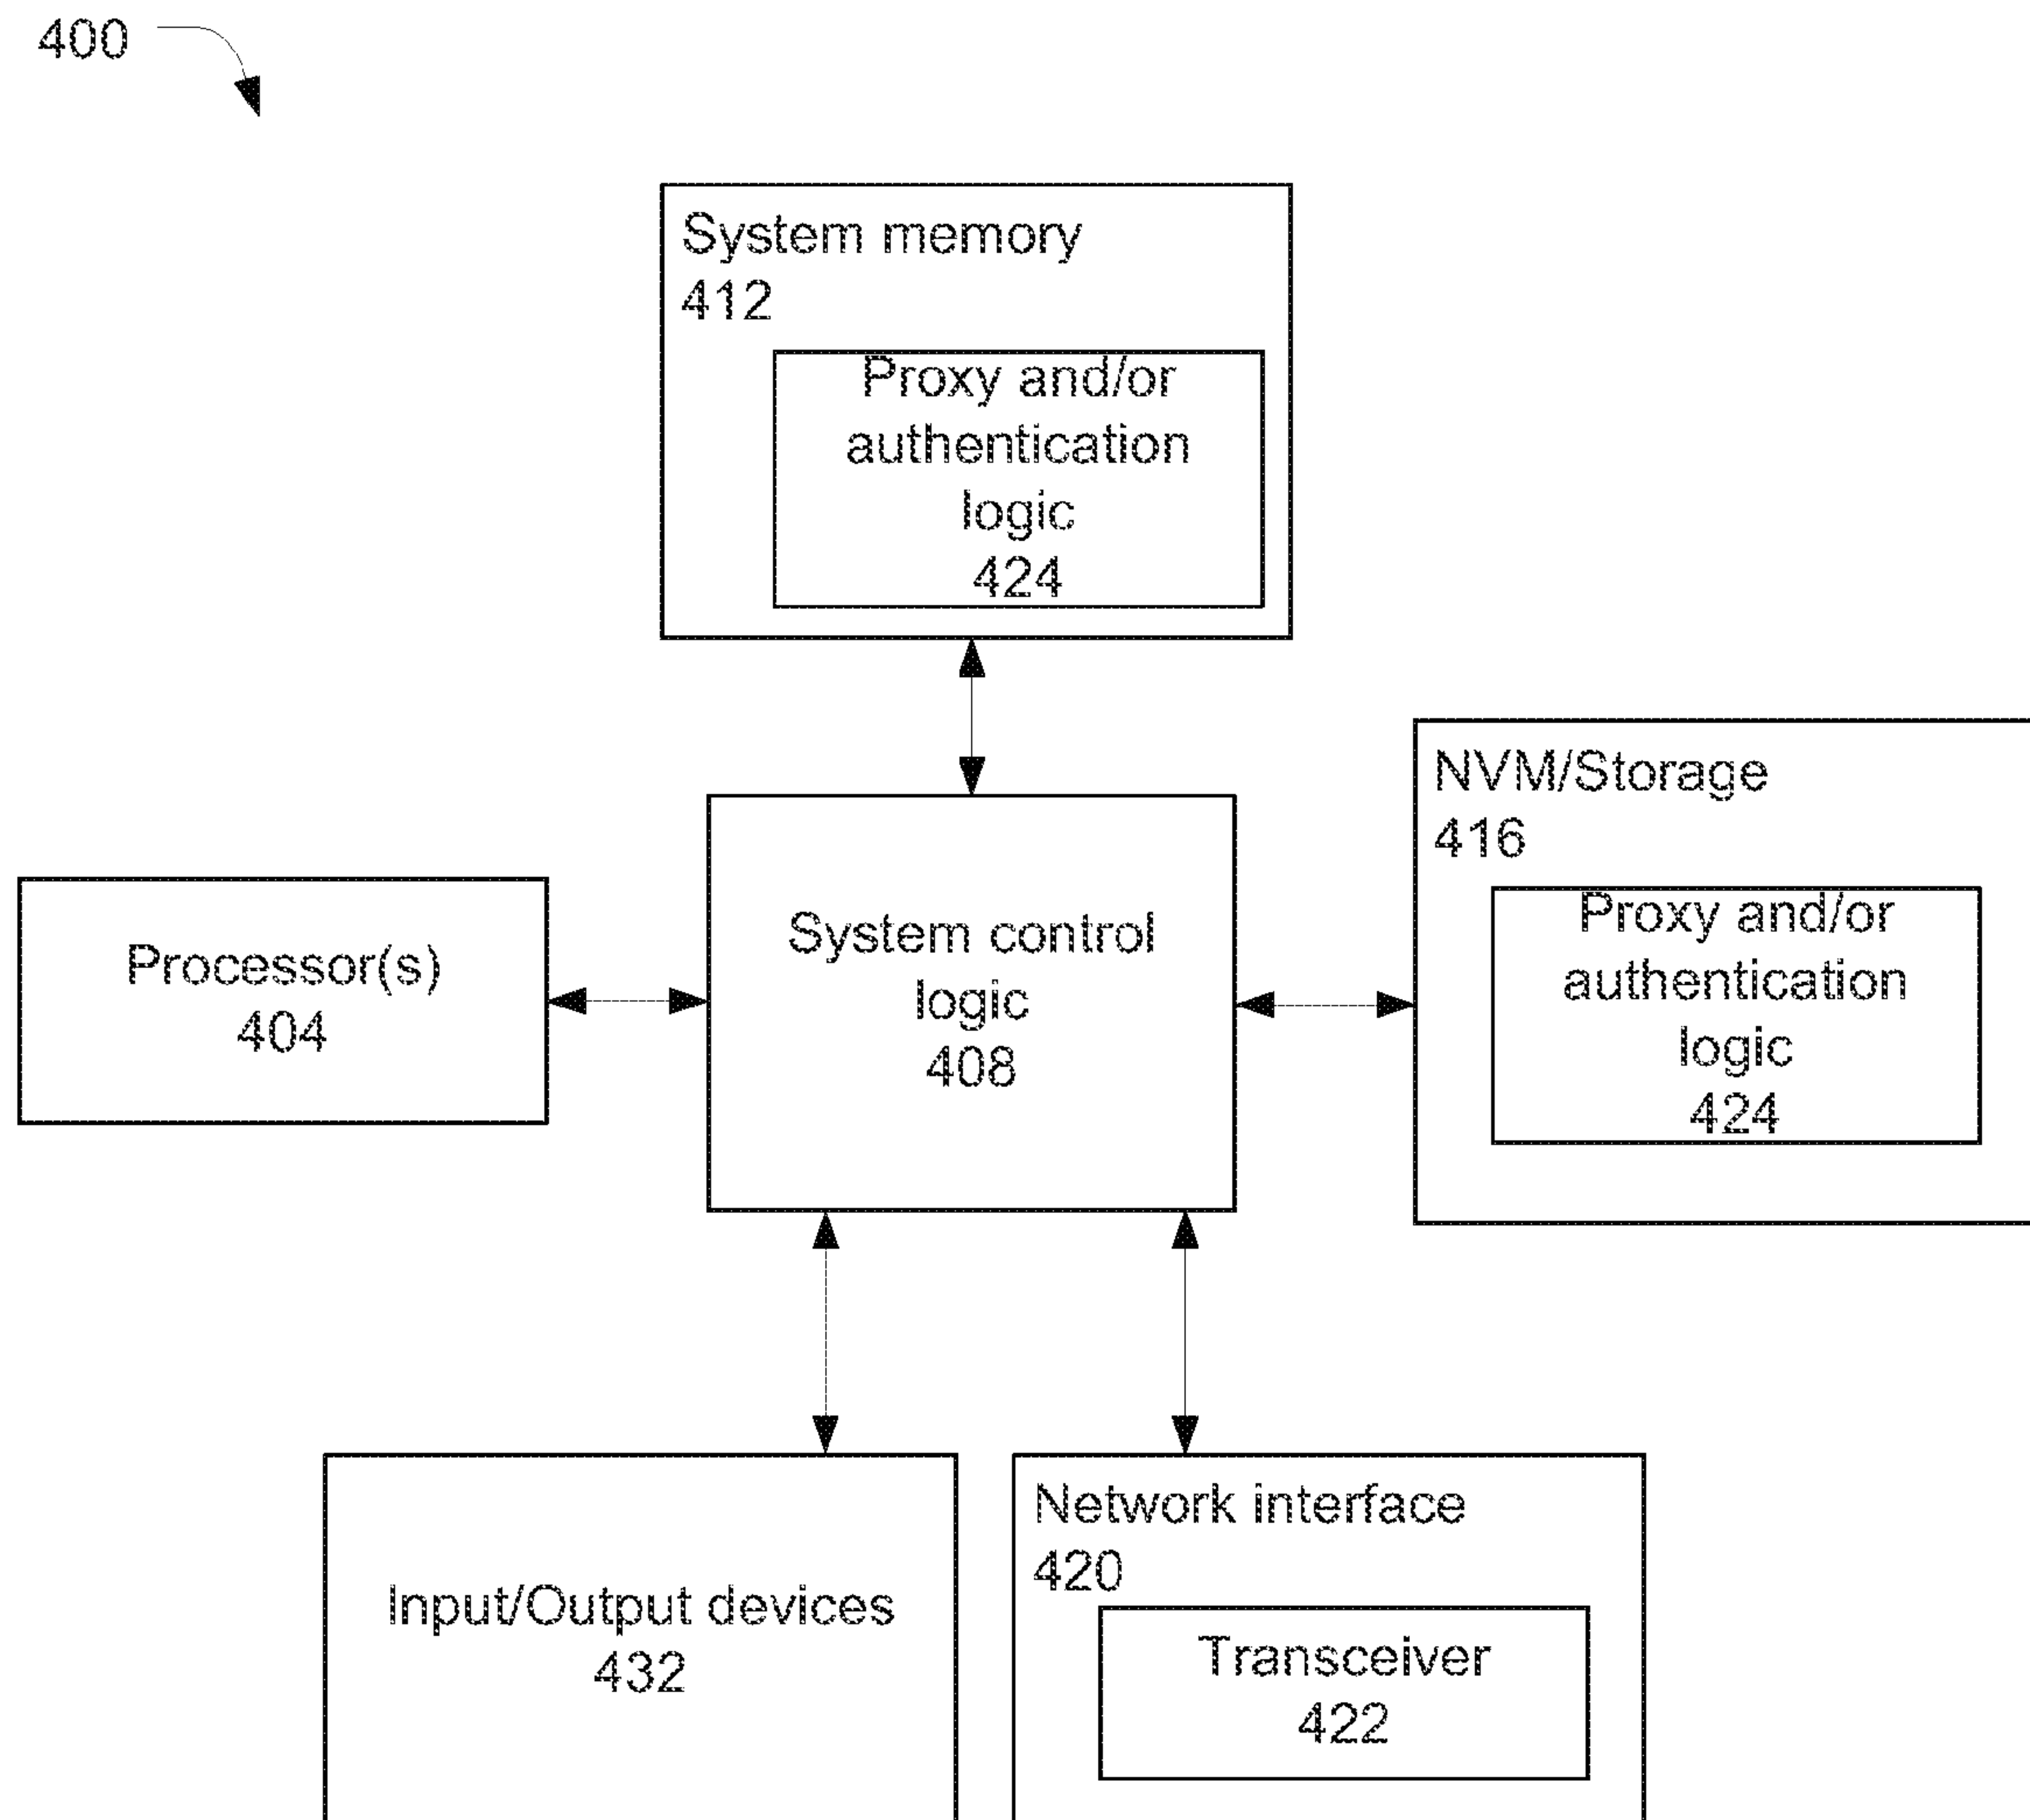 400
System memory
412
Proxy and/or
authentication
logic
424
NVM/Storage
416
Proxy and/or
authentication
logic
424
Processor(s)
404
System control
logic
408
Input/Output devices
432
Network interface
420
Transceiver
422